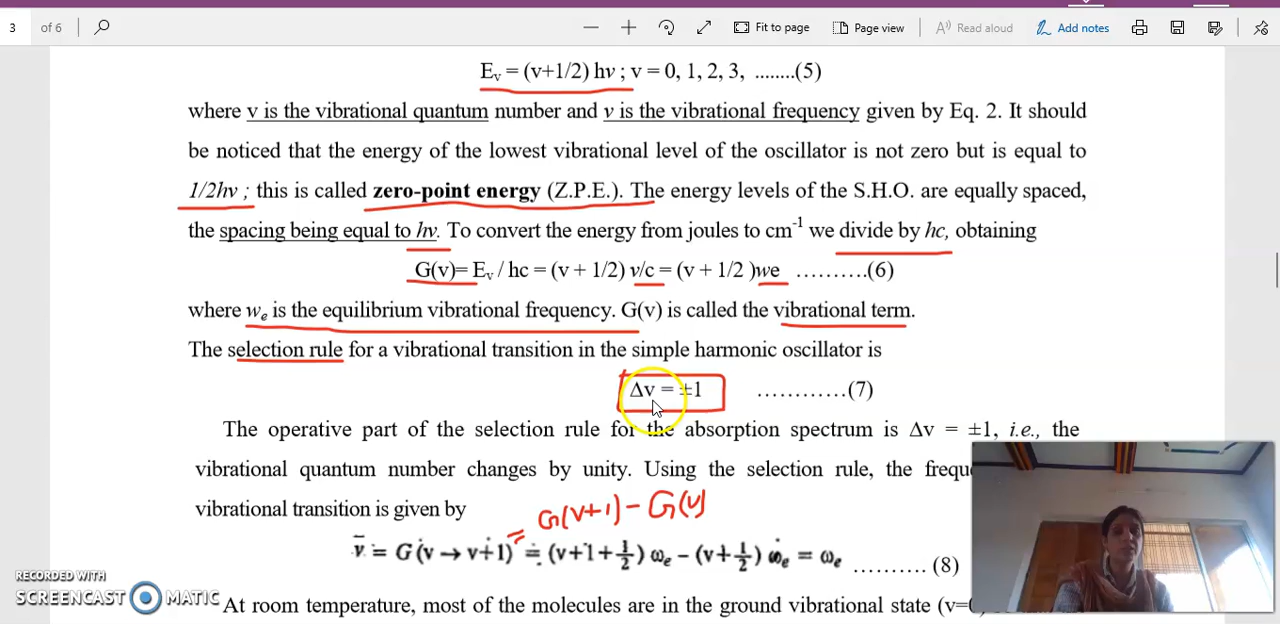 3 of 6 Fit to page Page view Read aloud Add notes
Eᵥ = (v+1/2) hν ; v = 0, 1, 2, 3, ........(5)
where v is the vibrational quantum number and ν is the vibrational frequency given by Eq. 2. It should
be noticed that the energy of the lowest vibrational level of the oscillator is not zero but is equal to
1/2hν ; this is called zero-point energy (Z.P.E.). The energy levels of the S.H.O. are equally spaced,
the spacing being equal to hν. To convert the energy from joules to cm⁻¹ we divide by hc, obtaining
G(v)= Eᵥ / hc = (v + 1/2) ν/c = (v + 1/2 )we ……….(6)
where wₑ is the equilibrium vibrational frequency. G(v) is called the vibrational term.
The selection rule for a vibrational transition in the simple harmonic oscillator is
Δv = ±1 …………(7)
The operative part of the selection rule for the absorption spectrum is Δv = ±1, i.e., the
vibrational quantum number changes by unity. Using the selection rule, the
vibrational transition is given by
= G(v+1) - G(v)
ν̅ = G (v → v+1) = (v+1+½) ωₑ − (v+½) ωₑ = ωₑ ………. (8)
At room temperature, most of the molecules are in the ground vibrational state
RECORDED WITH
SCREENCAST MATIC